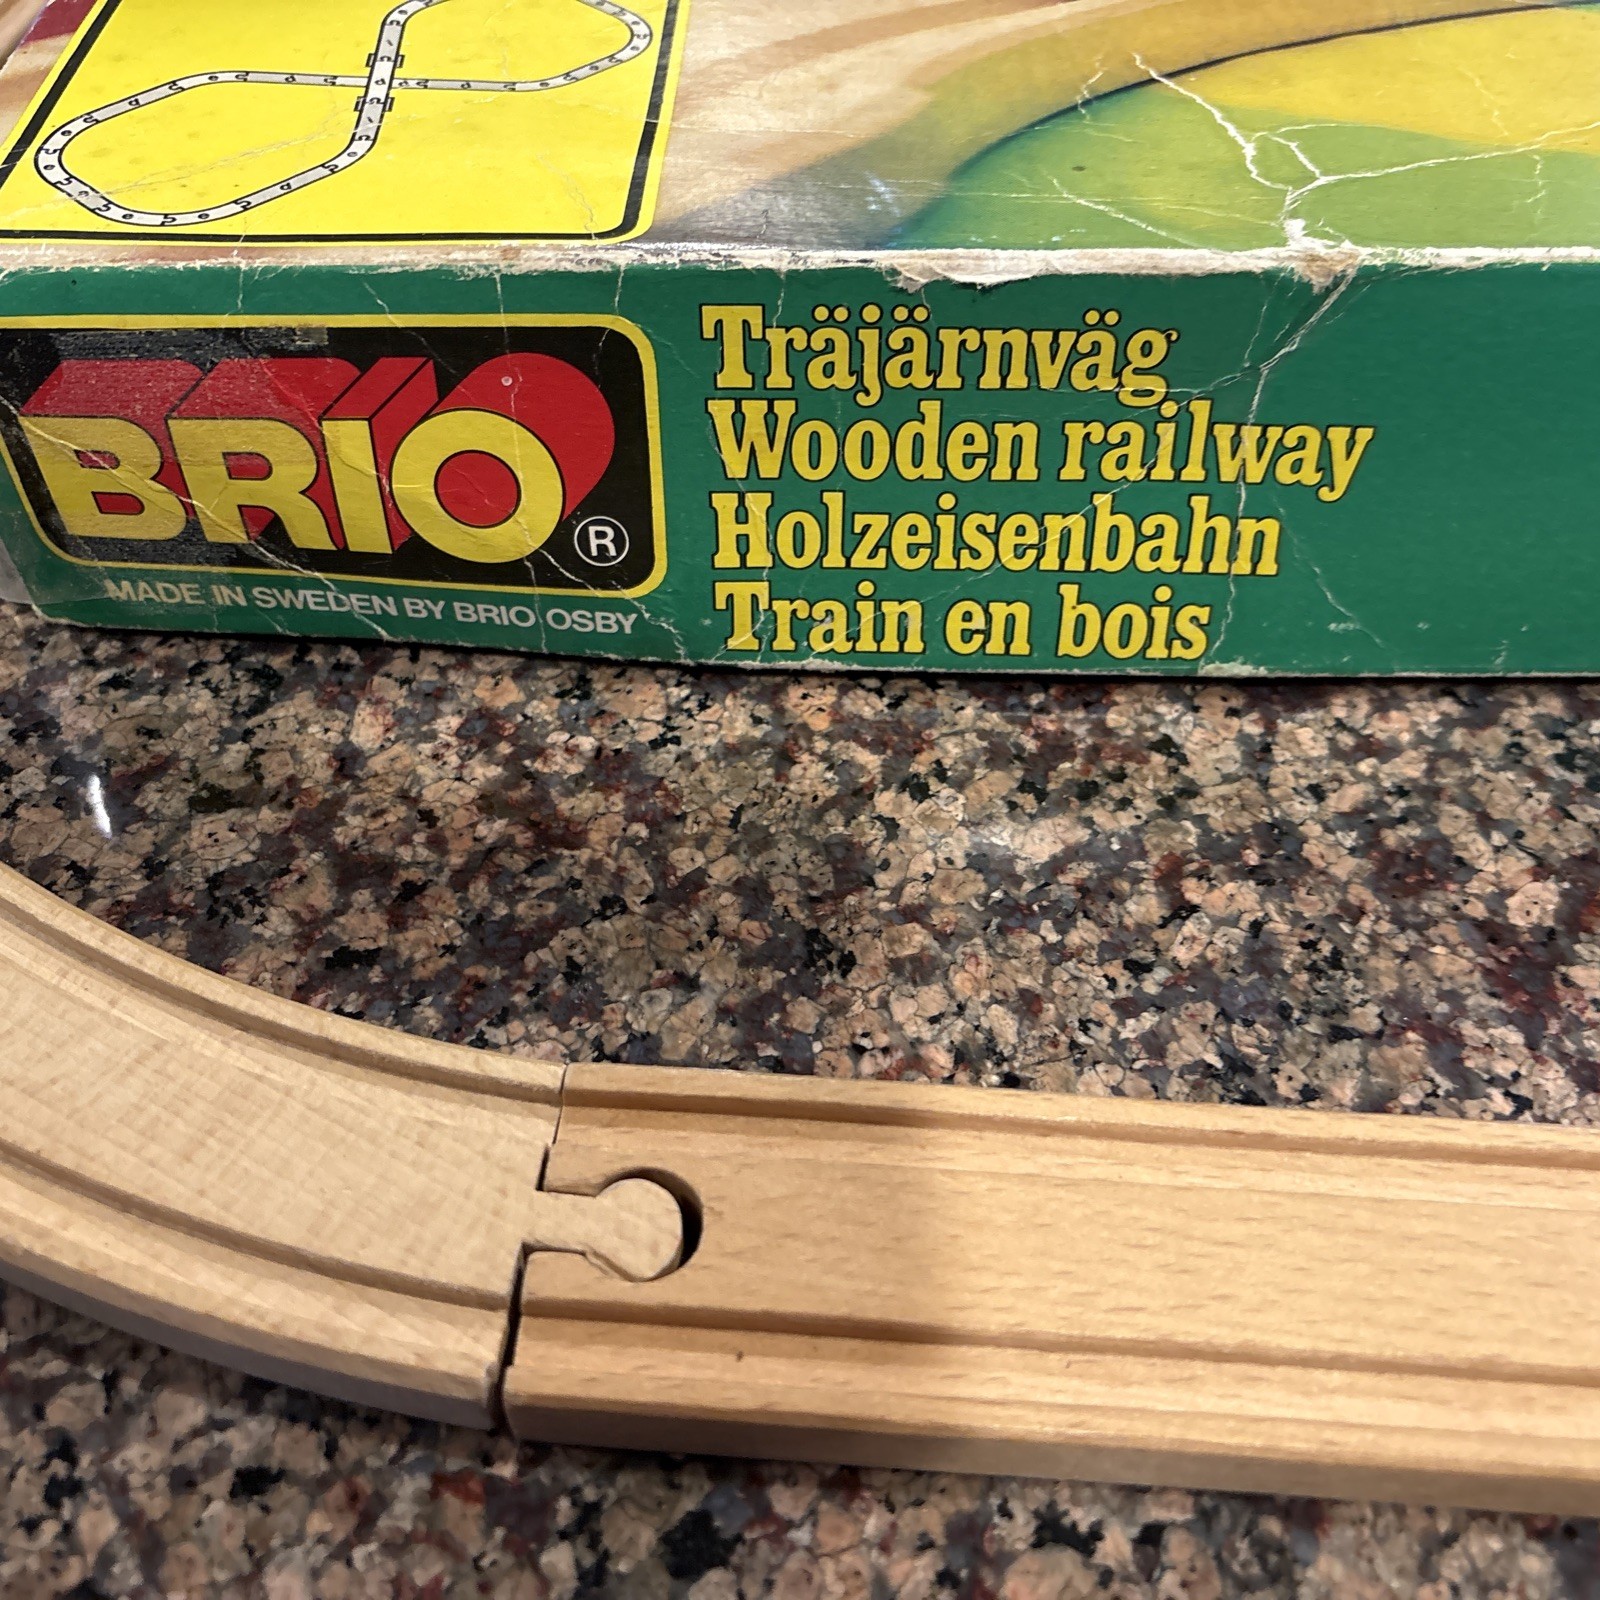 BRIO
®
MADE IN SWEDEN BY BRIO OSBY
Träjärnväg
Wooden railway
Holzeisenbahn
Train en bois